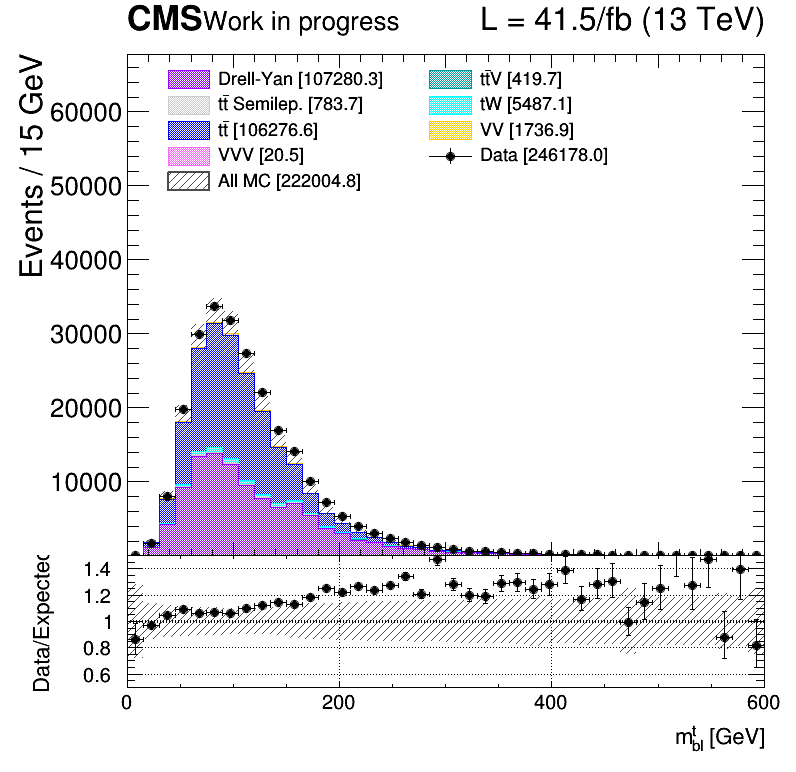 CMS Work in progress L = 41.5/fb (13 TeV)
Drell-Yan [107280.3]
tt̄ Semilep. [783.7]
tt̄ [106276.6]
VVV [20.5]
All MC [222004.8]
tt̄V [419.7]
tW [5487.1]
VV [1736.9]
Data [246178.0]
Events / 15 GeV
60000
50000
40000
30000
20000
10000
Data/Expected
1.4
1.2
1
0.8
0.6
0 200 400 600
m^t_bl [GeV]